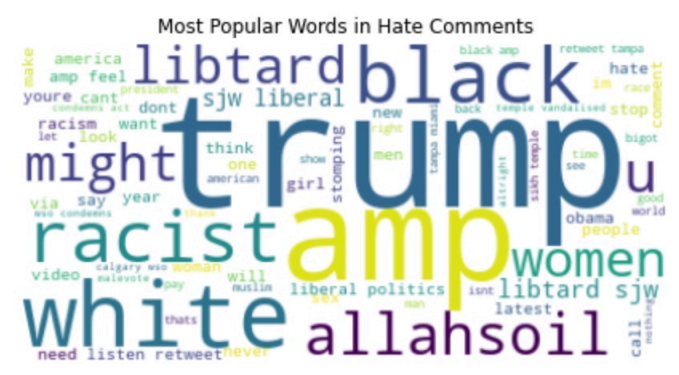 Most Popular Words in Hate Comments
make
america
amp feel
libtard
black
black amp
retweet tampa
hate
im
race
comment
youre
cant
president
condemns act
dont
sjw liberal
new
back
temple vandalised
stop
racism
want
let
look
trump
right
tampa miami
bigot
might
think
one
american
show
stomping
girl
men
altright
sikh temple
time
see
u
good
world
via
say
year
wso condemns
thank
obama
people
racist
amp
women
video
calgary wso
woman
malevote
pay
will
muslim
liberal politics
sex
man
isnt
libtard sjw
latest
white
thats
allahsoil
call
nothing
need listen retweet
never